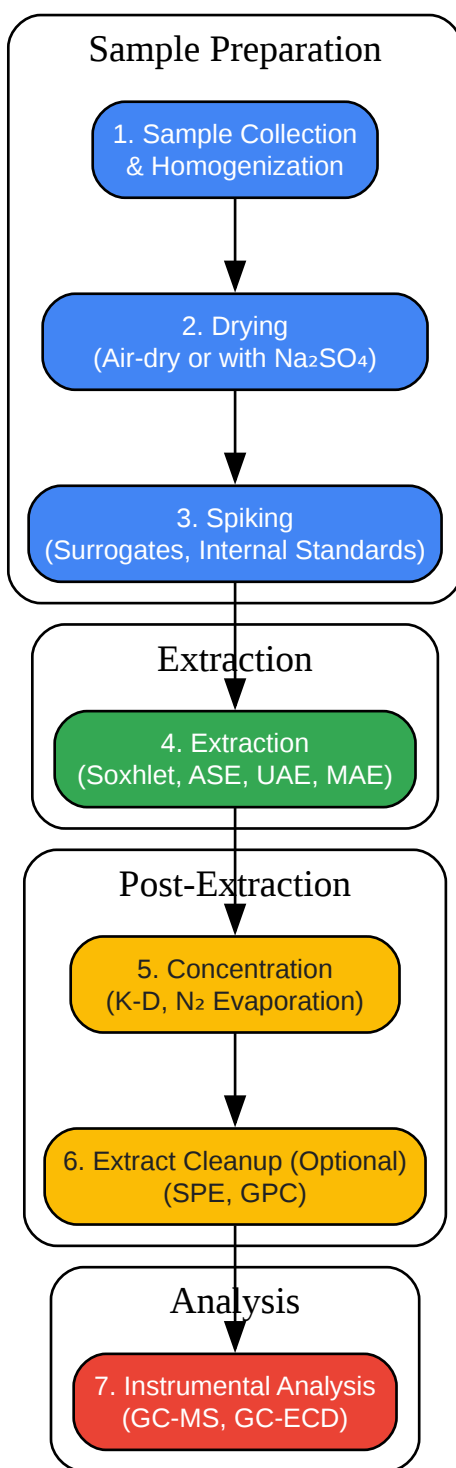 Sample Preparation
1. Sample Collection
& Homogenization
2. Drying
(Air-dry or with Na₂SO₄)
3. Spiking
(Surrogates, Internal Standards)
Extraction
4. Extraction
(Soxhlet, ASE, UAE, MAE)
Post-Extraction
5. Concentration
(K-D, N₂ Evaporation)
6. Extract Cleanup (Optional)
(SPE, GPC)
Analysis
7. Instrumental Analysis
(GC-MS, GC-ECD)